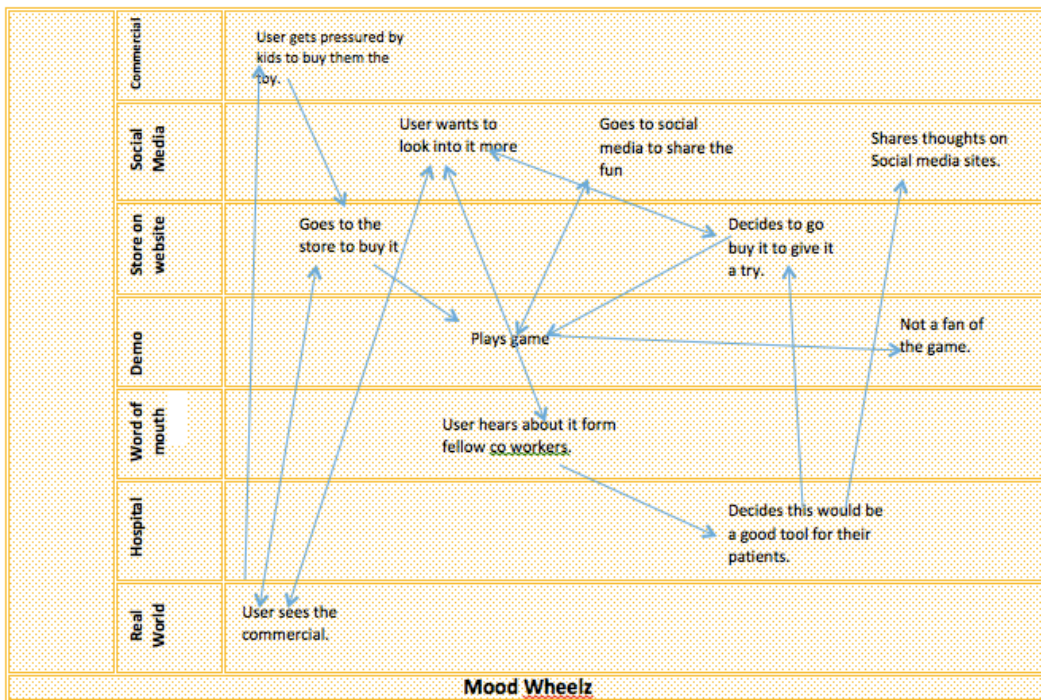 Commercial
User gets pressured by
kids to buy them the
toy.
Social
Media
User wants to
look into it more
Goes to social
media to share the
fun
Shares thoughts on
Social media sites.
Store on
website
Goes to the
store to buy it
Decides to go
buy it to give it
a try.
Demo
Plays game
Not a fan of
the game.
Word of
mouth
User hears about it form
fellow co workers.
Hospital
Decides this would be
a good tool for their
patients.
Real
World
User sees the
commercial.
Mood Wheelz